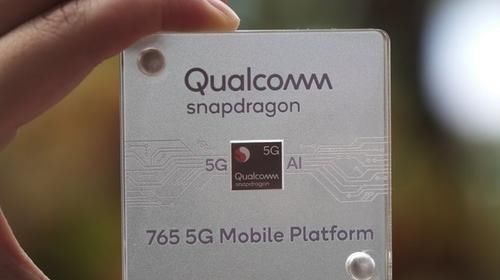 Qualcomm
snapdragon
5G
5G
AI
Qualcomm
snapdragon
765 5G Mobile Platform